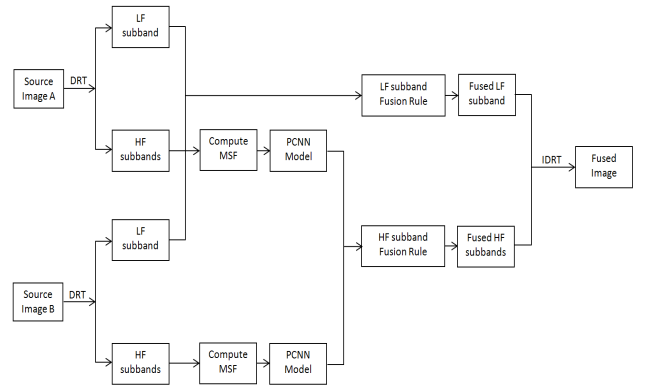 LF
subband
Source
Image A
DRT
HF
subbands
Compute
MSF
PCNN
Model
LF subband
Fusion Rule
Fused LF
subband
IDRT
Fused
Image
LF
subband
HF subband
Fusion Rule
Fused HF
subbands
Source
Image B
DRT
HF
subbands
Compute
MSF
PCNN
Model